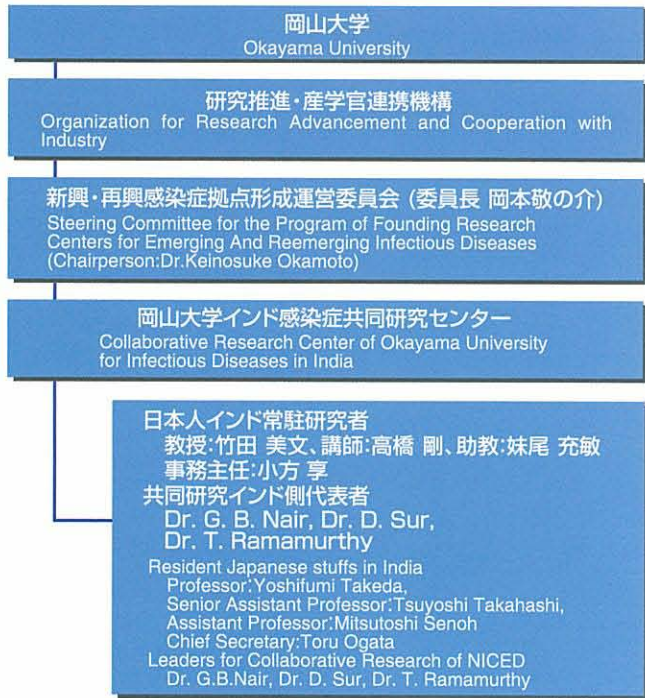 岡山大学
Okayama University
研究推進・産学官連携機構
Organization for Research Advancement and Cooperation with
Industry
新興・再興感染症拠点形成運営委員会 (委員長 岡本敬の介)
Steering Committee for the Program of Founding Research
Centers for Emerging And Reemerging Infectious Diseases
(Chairperson:Dr.Keinosuke Okamoto)
岡山大学インド感染症共同研究センター
Collaborative Research Center of Okayama University
for Infectious Diseases in India
日本人インド常駐研究者
教授:竹田 美文、講師:高橋 剛、助教:妹尾 充敏
事務主任:小方 享
共同研究インド側代表者
Dr. G. B. Nair, Dr. D. Sur,
Dr. T. Ramamurthy
Resident Japanese stuffs in India
Professor:Yoshifumi Takeda,
Senior Assistant Professor:Tsuyoshi Takahashi,
Assistant Professor:Mitsutoshi Senoh
Chief Secretary:Toru Ogata
Leaders for Collaborative Research of NICED
Dr. G.B.Nair, Dr. D. Sur, Dr. T. Ramamurthy